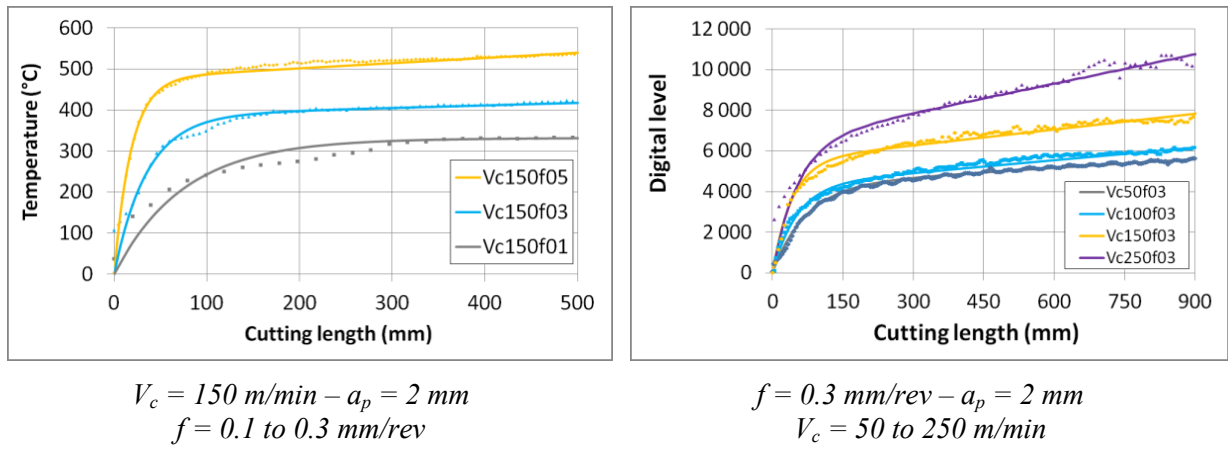 600
500
400
300
200
100
0
Temperature (°C)
0 100 200 300 400 500
Cutting length (mm)
Vc150f05
Vc150f03
Vc150f01
12 000
10 000
8 000
6 000
4 000
2 000
0
Digital level
0 150 300 450 600 750 900
Cutting length (mm)
Vc50f03
Vc100f03
Vc150f03
Vc250f03
Vc = 150 m/min – ap = 2 mm
f = 0.1 to 0.3 mm/rev
f = 0.3 mm/rev – ap = 2 mm
Vc = 50 to 250 m/min